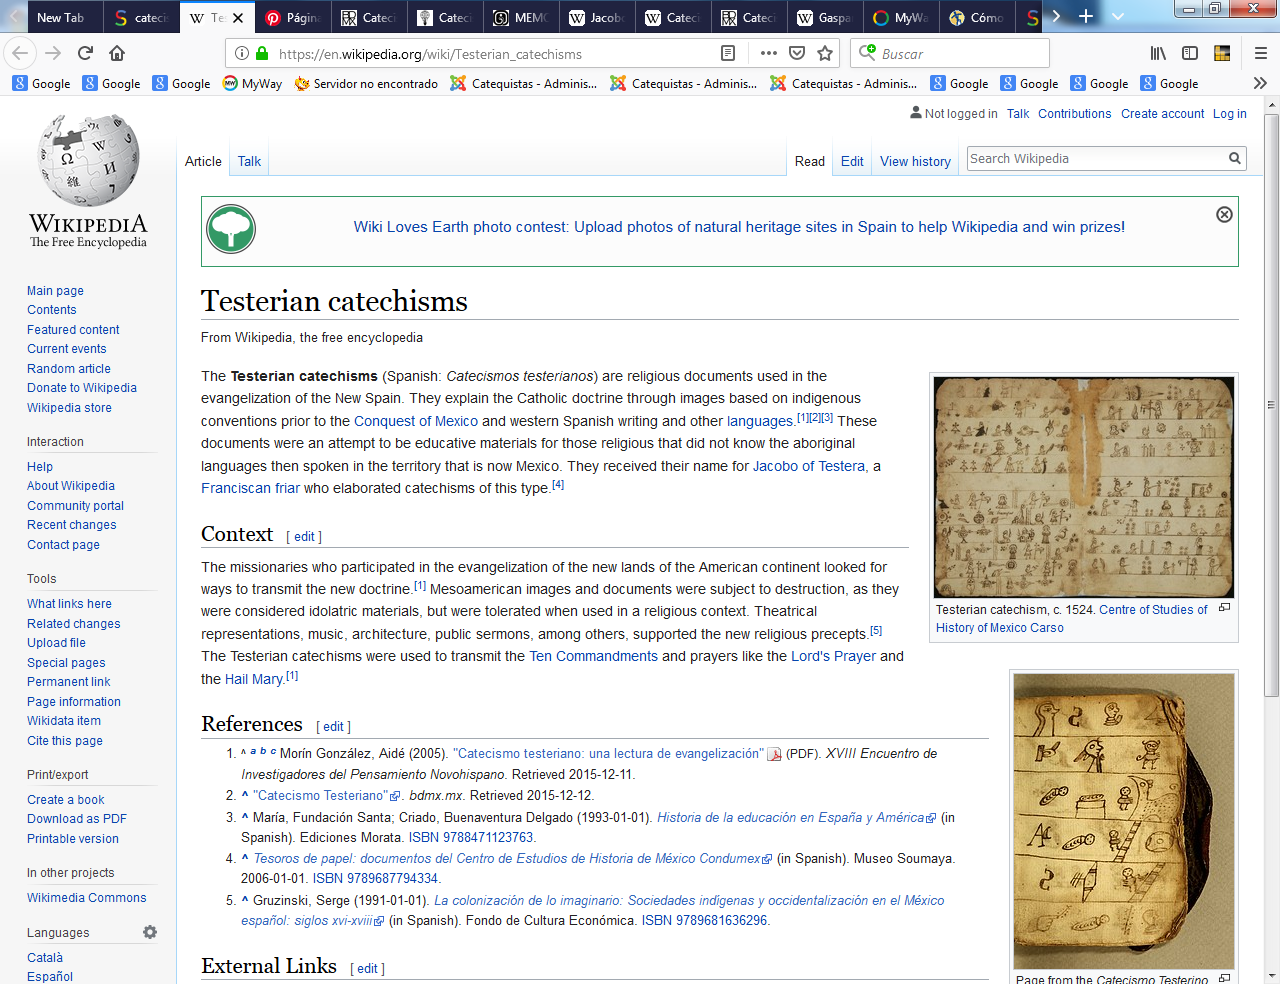 New Tab
catecis
Te
Página
Cateci
Cateci
MEMO
Jacobo
Cateci
Cateci
Gaspa
MyWa
Cómo
https://en.wikipedia.org/wiki/Testerian_catechisms
Buscar
Google
Google
Google
MyWay
Servidor no encontrado
Catequistas - Adminis...
Catequistas - Adminis...
Catequistas - Adminis...
Google
Google
Google
Google
Not logged in Talk Contributions Create account Log in
Article Talk
Read Edit View history
Search Wikipedia
WIKIPEDIA
The Free Encyclopedia
Main page
Contents
Featured content
Current events
Random article
Donate to Wikipedia
Wikipedia store
Interaction
Help
About Wikipedia
Community portal
Recent changes
Contact page
Tools
What links here
Related changes
Upload file
Special pages
Permanent link
Page information
Wikidata item
Cite this page
Print/export
Create a book
Download as PDF
Printable version
In other projects
Wikimedia Commons
Languages
Català
Español
Wiki Loves Earth photo contest: Upload photos of natural heritage sites in Spain to help Wikipedia and win prizes!
Testerian catechisms
From Wikipedia, the free encyclopedia
The Testerian catechisms (Spanish: Catecismos testerianos) are religious documents used in the
evangelization of the New Spain. They explain the Catholic doctrine through images based on indigenous
conventions prior to the Conquest of Mexico and western Spanish writing and other languages.[1][2][3] These
documents were an attempt to be educative materials for those religious that did not know the aboriginal
languages then spoken in the territory that is now Mexico. They received their name for Jacobo of Testera, a
Franciscan friar who elaborated catechisms of this type.[4]
Context [ edit ]
The missionaries who participated in the evangelization of the new lands of the American continent looked for
ways to transmit the new doctrine.[1] Mesoamerican images and documents were subject to destruction, as they
were considered idolatric materials, but were tolerated when used in a religious context. Theatrical
representations, music, architecture, public sermons, among others, supported the new religious precepts.[5]
The Testerian catechisms were used to transmit the Ten Commandments and prayers like the Lord's Prayer and
the Hail Mary.[1]
References [ edit ]
1. ^ a b c Morín González, Aidé (2005). "Catecismo testeriano: una lectura de evangelización" (PDF). XVIII Encuentro de
Investigadores del Pensamiento Novohispano. Retrieved 2015-12-11.
2. ^ "Catecismo Testeriano". bdmx.mx. Retrieved 2015-12-12.
3. ^ María, Fundación Santa; Criado, Buenaventura Delgado (1993-01-01). Historia de la educación en España y América (in
Spanish). Ediciones Morata. ISBN 9788471123763.
4. ^ Tesoros de papel: documentos del Centro de Estudios de Historia de México Condumex (in Spanish). Museo Soumaya.
2006-01-01. ISBN 9789687794334.
5. ^ Gruzinski, Serge (1991-01-01). La colonización de lo imaginario: Sociedades indígenas y occidentalización en el México
español: siglos xvi-xviii (in Spanish). Fondo de Cultura Económica. ISBN 9789681636296.
External Links [ edit ]
Testerian catechism, c. 1524. Centre of Studies of
History of Mexico Carso
Page from the Catecismo Testerino